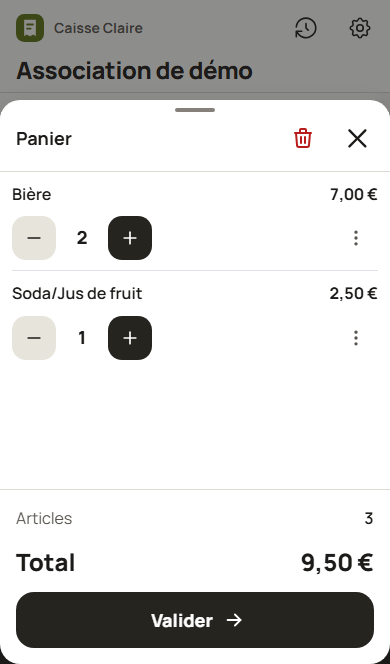 Caisse Claire
Association de démo
Panier
Bière 7,00 €
2
Soda/Jus de fruit 2,50 €
1
Articles 3
Total 9,50 €
Valider